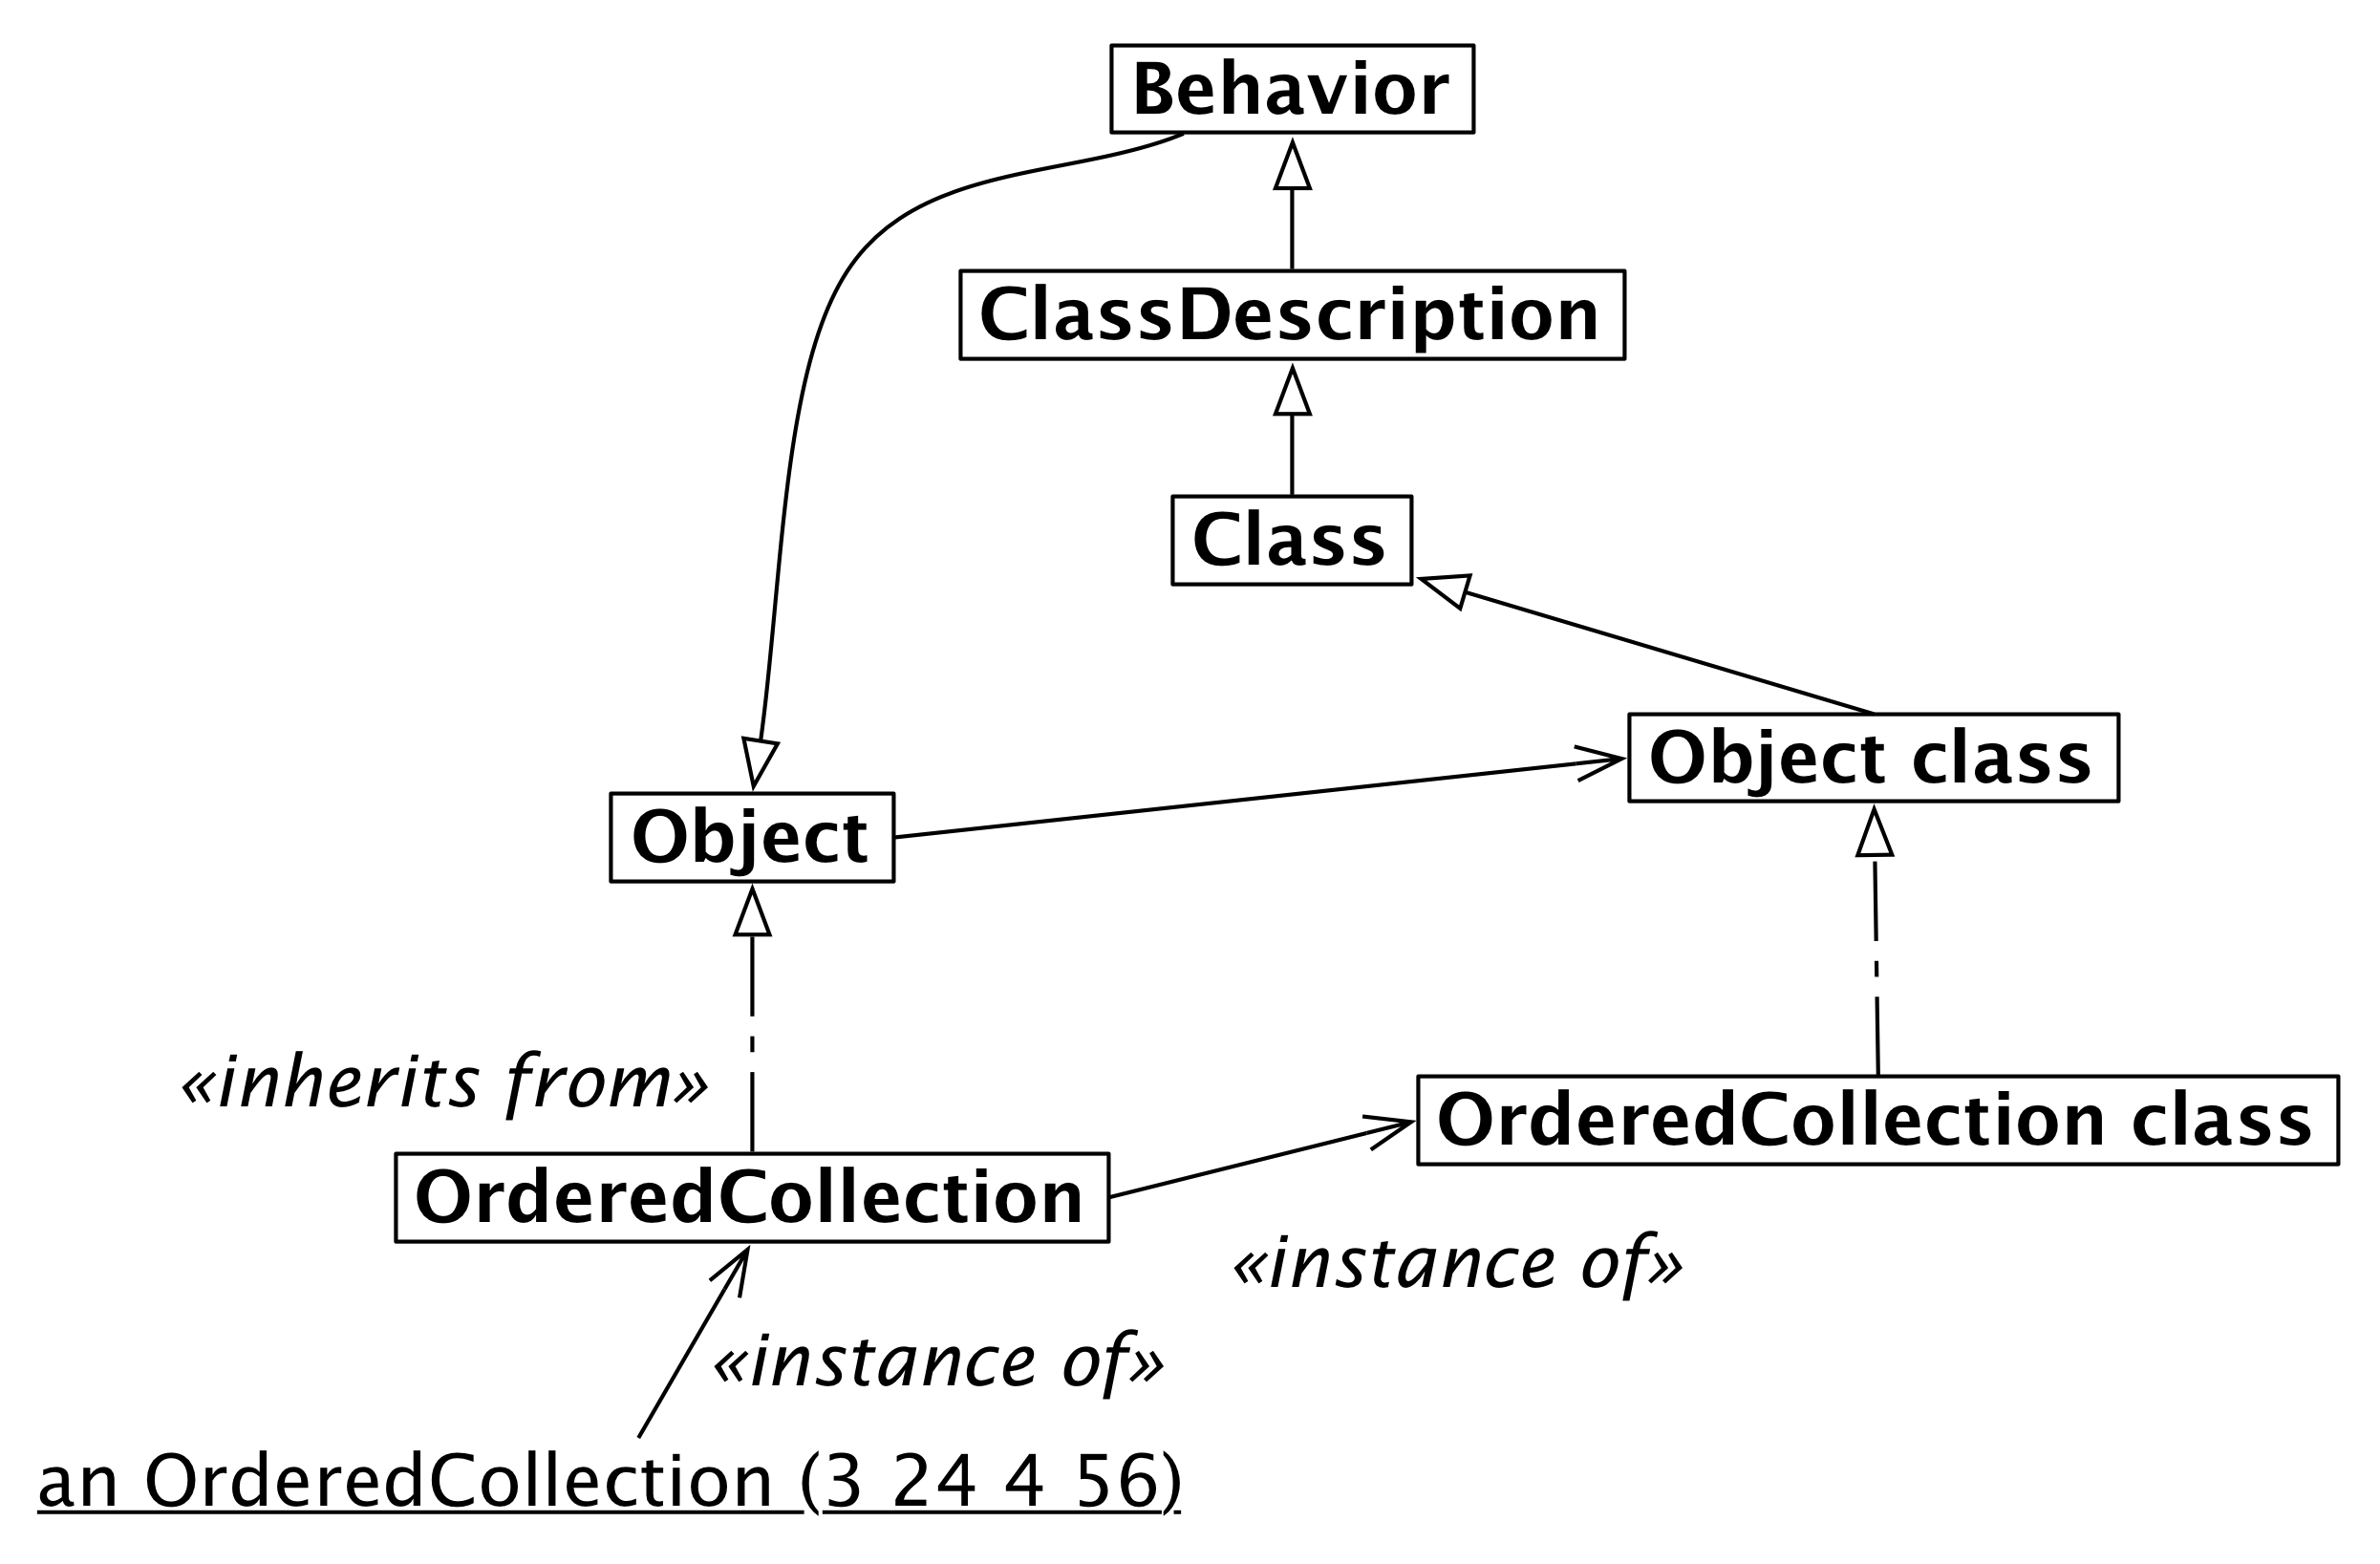 Behavior
ClassDescription
Class
Object class
Object
«inherits from»
OrderedCollection class
OrderedCollection
«instance of»
«instance of»
an OrderedCollection (3 24 4 56)